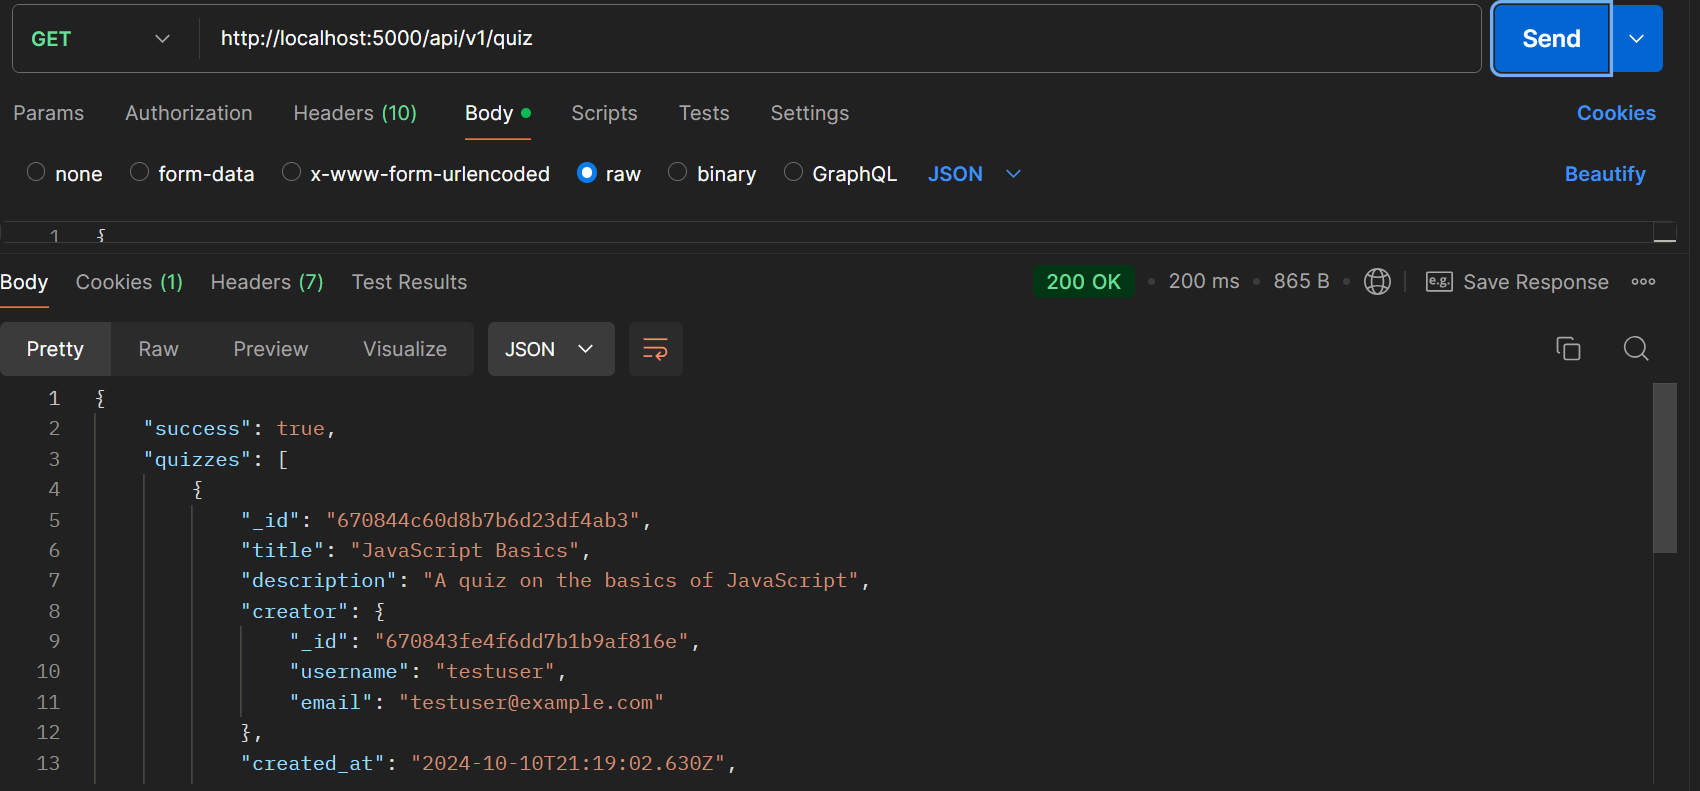 GET http://localhost:5000/api/v1/quiz Send
Params Authorization Headers (10) Body Scripts Tests Settings Cookies
none form-data x-www-form-urlencoded raw binary GraphQL JSON Beautify
1 {
Body Cookies (1) Headers (7) Test Results 200 OK • 200 ms • 865 B • e.g. Save Response
Pretty Raw Preview Visualize JSON
1 {
2 "success": true,
3 "quizzes": [
4 {
5 "_id": "670844c60d8b7b6d23df4ab3",
6 "title": "JavaScript Basics",
7 "description": "A quiz on the basics of JavaScript",
8 "creator": {
9 "_id": "670843fe4f6dd7b1b9af816e",
10 "username": "testuser",
11 "email": "testuser@example.com"
12 },
13 "created_at": "2024-10-10T21:19:02.630Z",